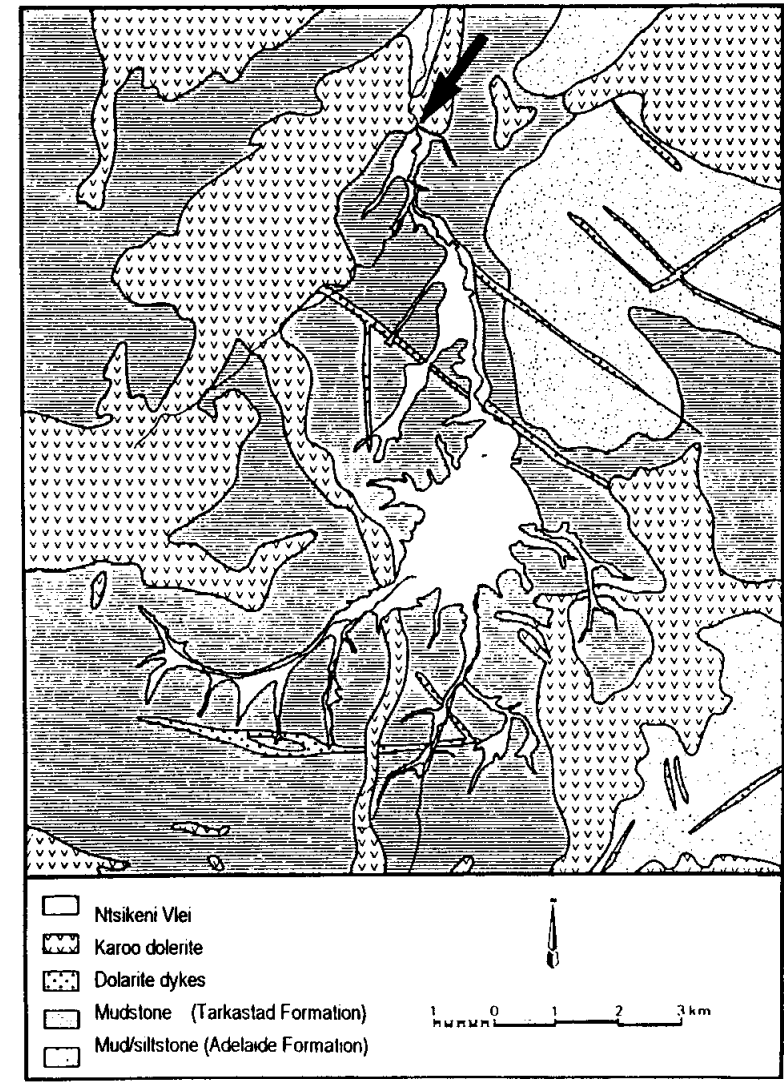 Ntsikeni Vlei
Karoo dolerite
Dolarite dykes
Mudstone (Tarkastad Formation)
Mud/siltstone (Adelaide Formation)
1 0 1 2 3 km